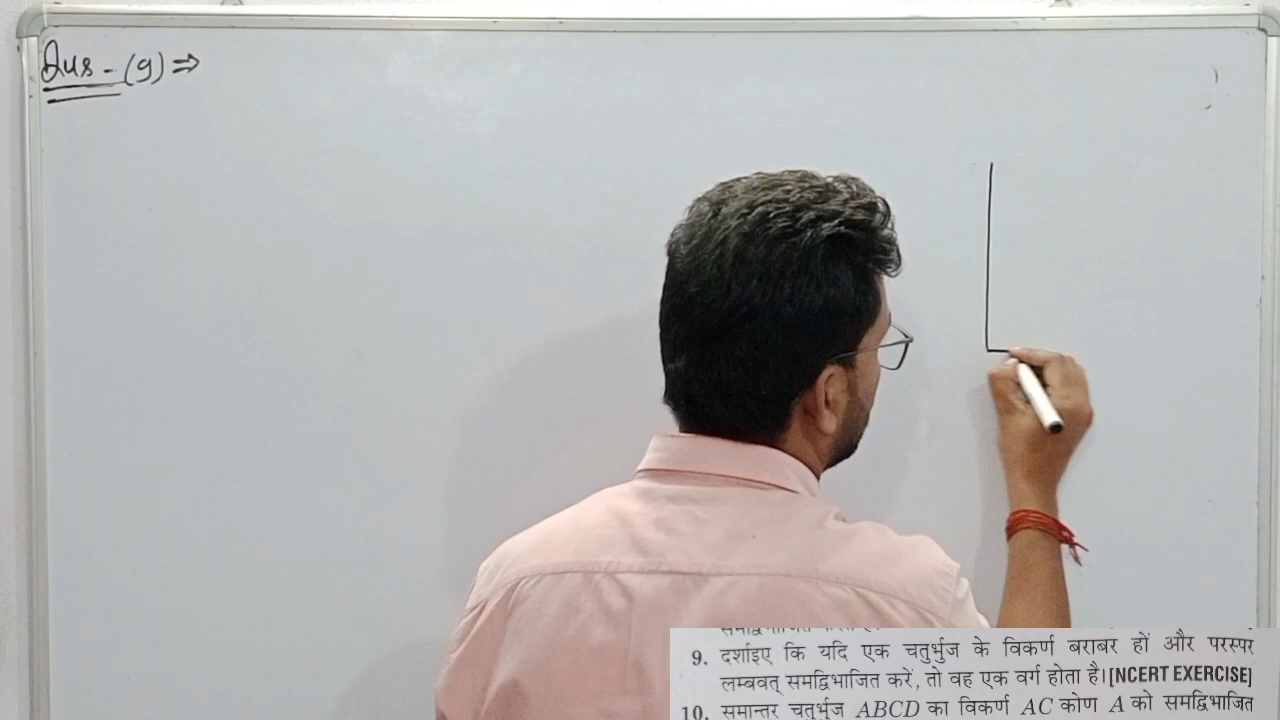 Qus - (9) ⇒
9. दर्शाइए कि यदि एक चतुर्भुज के विकर्ण बराबर हों और परस्पर
लम्बवत् समद्विभाजित करें, तो वह एक वर्ग होता है। [NCERT EXERCISE]
10. समान्तर चतुर्भुज ABCD का विकर्ण AC कोण A को समद्विभाजित